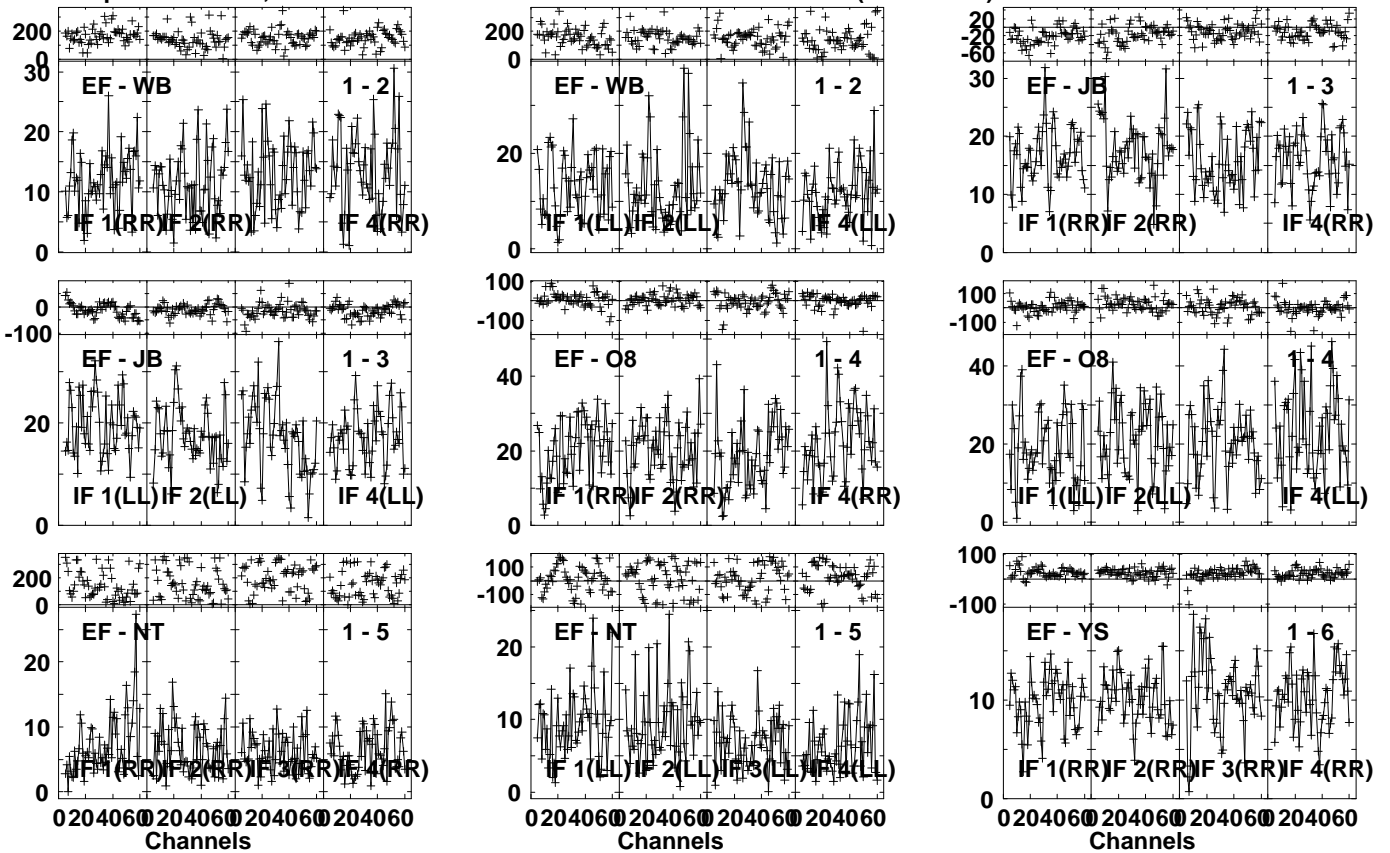 200
0
EF - WB 1 - 2
30
20
10
0
IF 1(RR) IF 2(RR) IF 4(RR)
200
0
EF - WB 1 - 2
20
0
IF 1(LL) IF 2(LL) IF 4(LL)
20
-20
-60
EF - JB 1 - 3
30
20
10
0
IF 1(RR) IF 2(RR) IF 4(RR)
0
-100
EF - JB 1 - 3
20
0
IF 1(LL) IF 2(LL) IF 4(LL)
100
-100
EF - O8 1 - 4
40
20
0
IF 1(RR) IF 2(RR) IF 4(RR)
100
-100
EF - O8 1 - 4
40
20
0
IF 1(LL) IF 2(LL) IF 4(LL)
200
0
EF - NT 1 - 5
20
10
0
IF 1(RR) IF 2(RR) IF 3(RR) IF 4(RR)
0 20 40 60 0 20 40 60 0 20 40 60 0 20 40 60
Channels
100
-100
EF - NT 1 - 5
20
10
0
IF 1(LL) IF 2(LL) IF 3(LL) IF 4(LL)
0 20 40 60 0 20 40 60 0 20 40 60 0 20 40 60
Channels
100
-100
EF - YS 1 - 6
10
0
IF 1(RR) IF 2(RR) IF 3(RR) IF 4(RR)
0 20 40 60 0 20 40 60 0 20 40 60 0 20 40 60
Channels